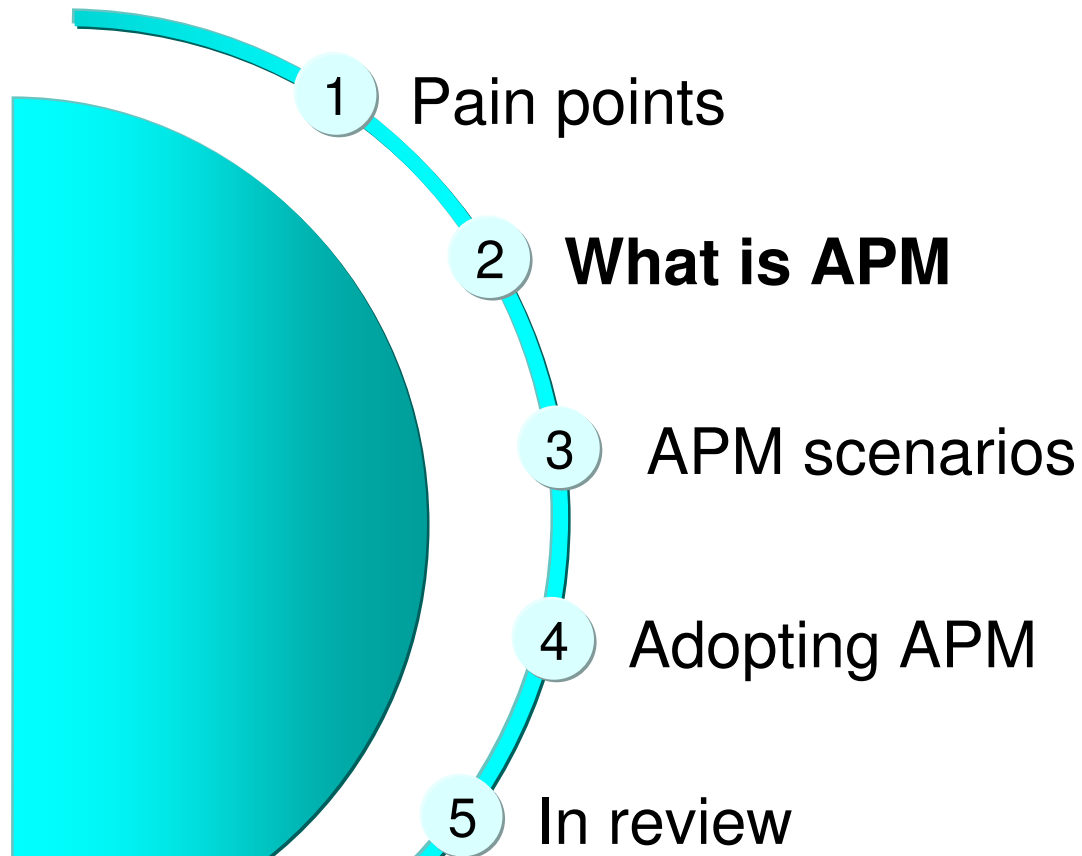 1 Pain points
2 What is APM
3 APM scenarios
4 Adopting APM
5 In review